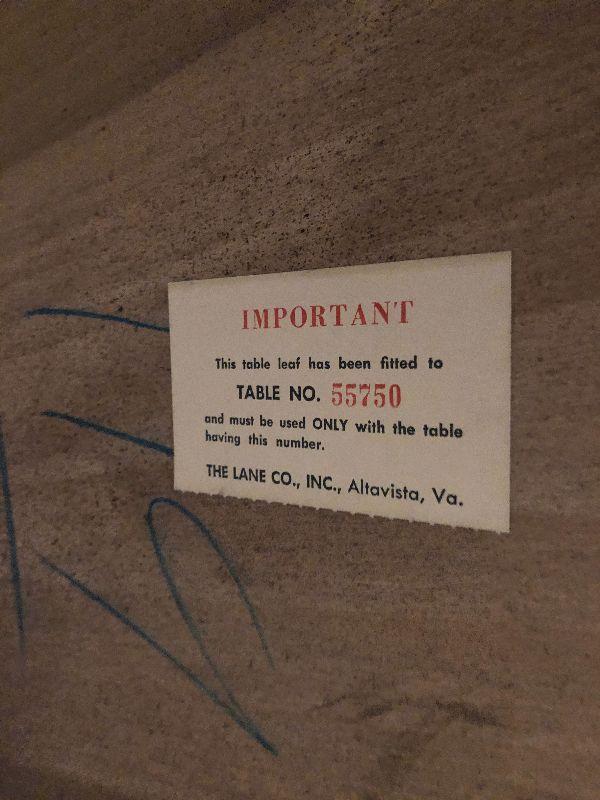 IMPORTANT
This table leaf has been fitted to
TABLE NO. 55750
and must be used ONLY with the table
having this number.
THE LANE CO., INC., Altavista, Va.